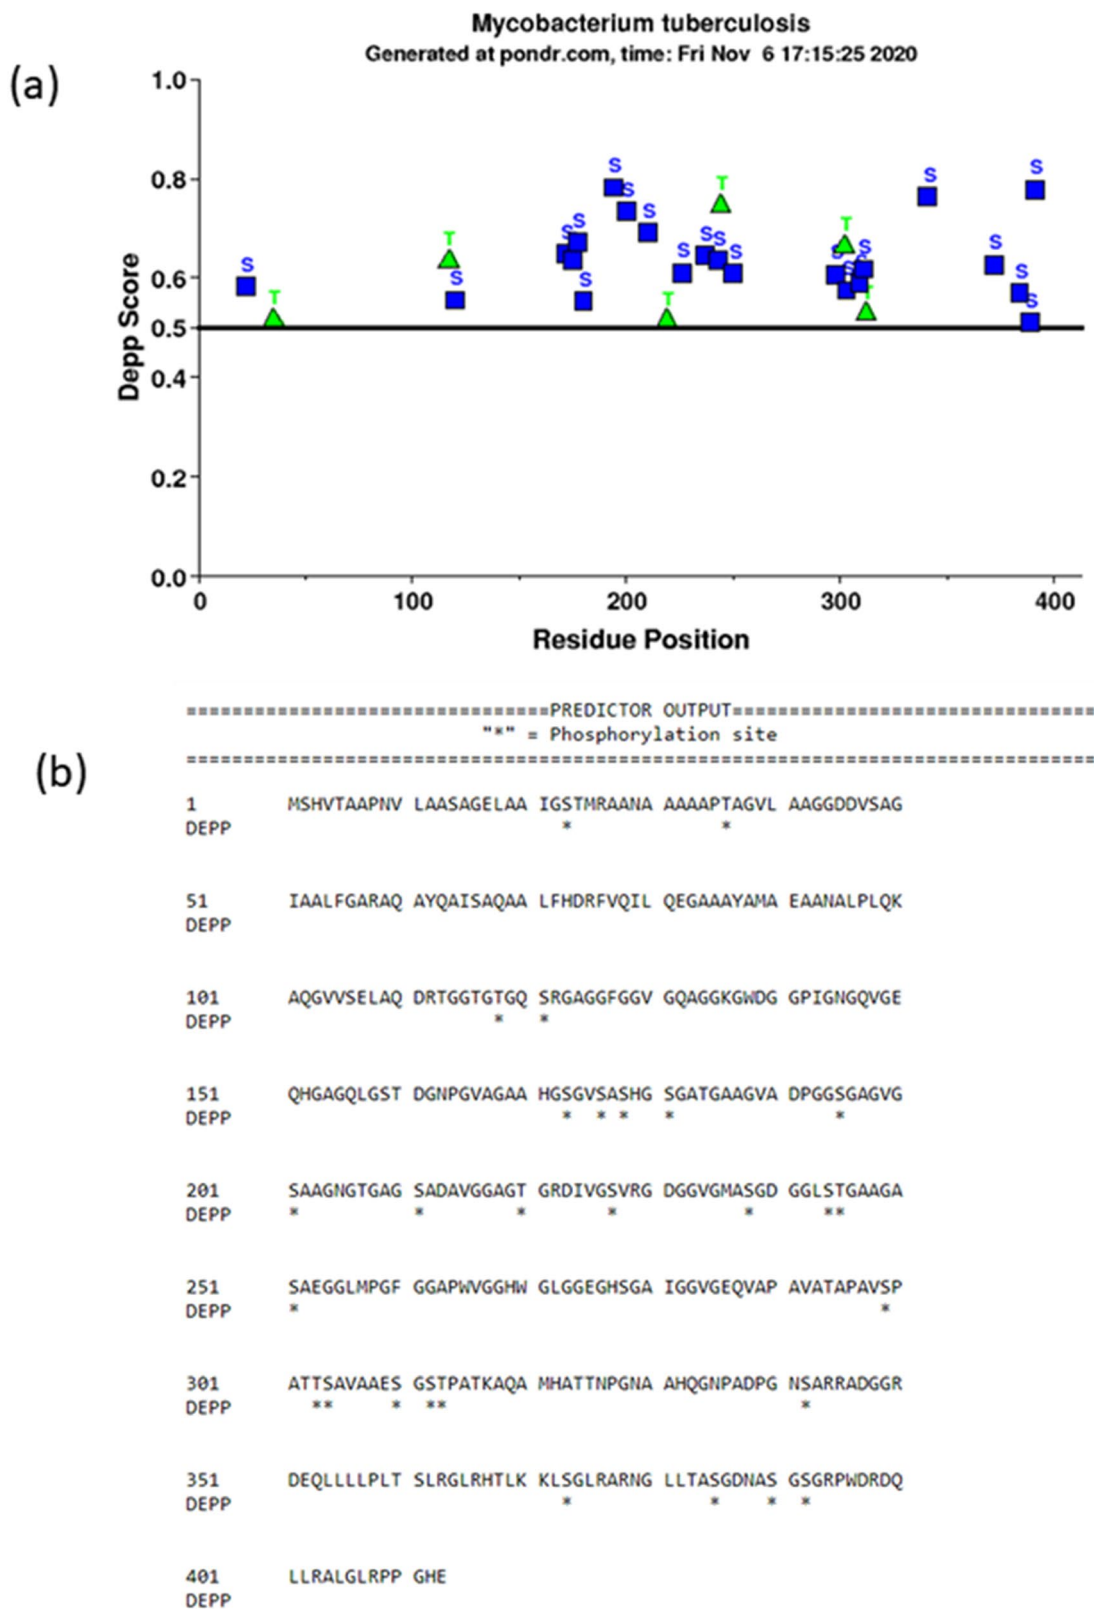 Mycobacterium tuberculosis
Generated at pondr.com, time: Fri Nov 6 17:15:25 2020
(a)
1.0
0.8
0.6
0.5
0.4
0.2
0.0
Depp Score
S T T S S S S S S S S S T S S T S S T S S S T S S S S S
0 100 200 300 400
Residue Position
==============================PREDICTOR OUTPUT==============================
"*" = Phosphorylation site
============================================================================
(b)
1 MSHVTAAPNV LAASAGELAA IGSTMRAANA AAAAPTAGVL AAGGDDVSAG
DEPP * *
51 IAALFGARAQ AYQAISAQAA LFHDRFVQIL QEGAAAYAMA EAANALPLQK
DEPP
101 AQGVVSELAQ DRTGGTGTGQ SRGAGGFGGV GQAGGKGWDG GPIGNGQVGE
DEPP * *
151 QHGAGQLGST DGNPGVAGAA HGSGVSASHG SGATGAAGVA DPGGSGAGVG
DEPP * * * * *
201 SAAGNGTGAG SADAVGGAGT GRDIVGSVRG DGGVGMASGD GGLSTGAAGA
DEPP * * * * * **
251 SAEGGLMPGF GGAPWVGGHW GLGGEGHSGA IGGVGEQVAP AVATAPAVSP
DEPP * *
301 ATTSAVAAES GSTPATKAQA MHATTNPGNA AHQGNPADPG NSARRADGGR
DEPP ** * ** *
351 DEQLLLLPLT SLRGLRHTLK KLSGLRARNG LLTASGDNAS GSGRPWDRDQ
DEPP * * * *
401 LLRALGLRPP GHE
DEPP